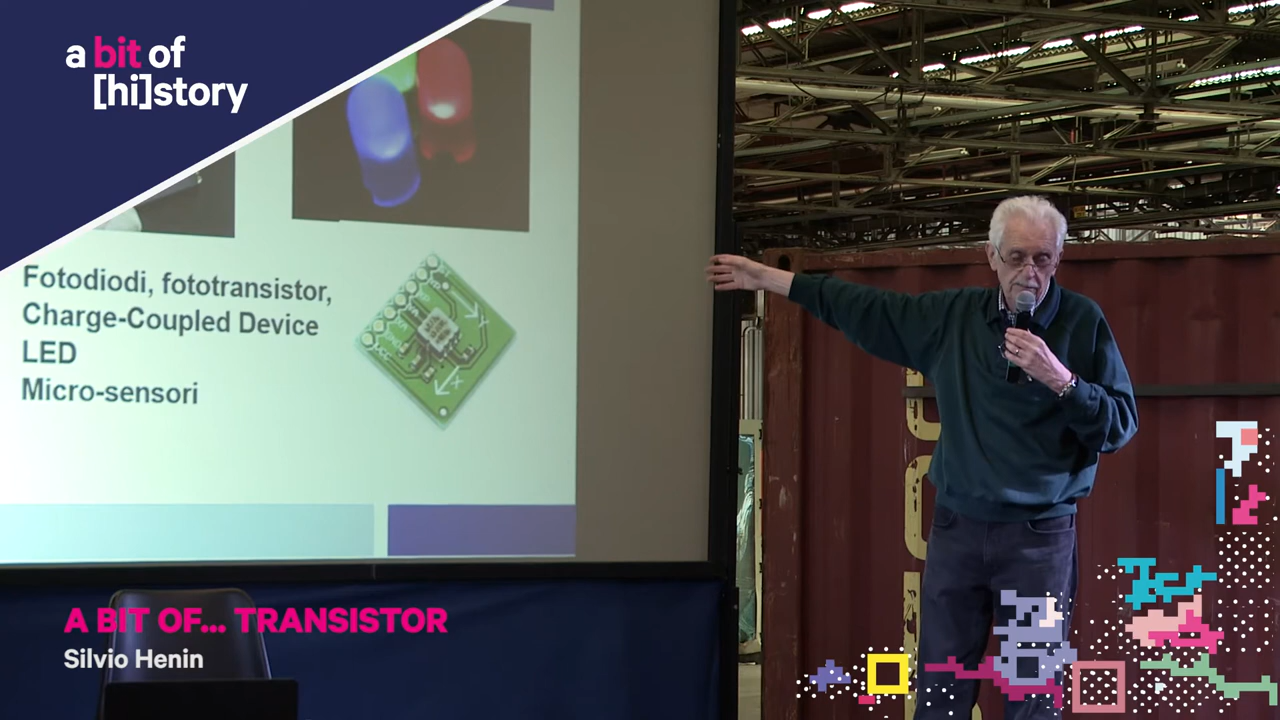 a bit of
[hi]story
Fotodiodi, fototransistor,
Charge-Coupled Device
LED
Micro-sensori
A BIT OF... TRANSISTOR
Silvio Henin